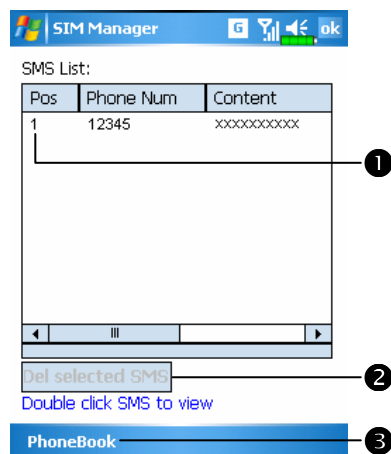 SIM Manager G ok
SMS List:
Pos Phone Num Content
1 12345 xxxxxxxxxx
1
Del selected SMS 2
Double click SMS to view
PhoneBook 3